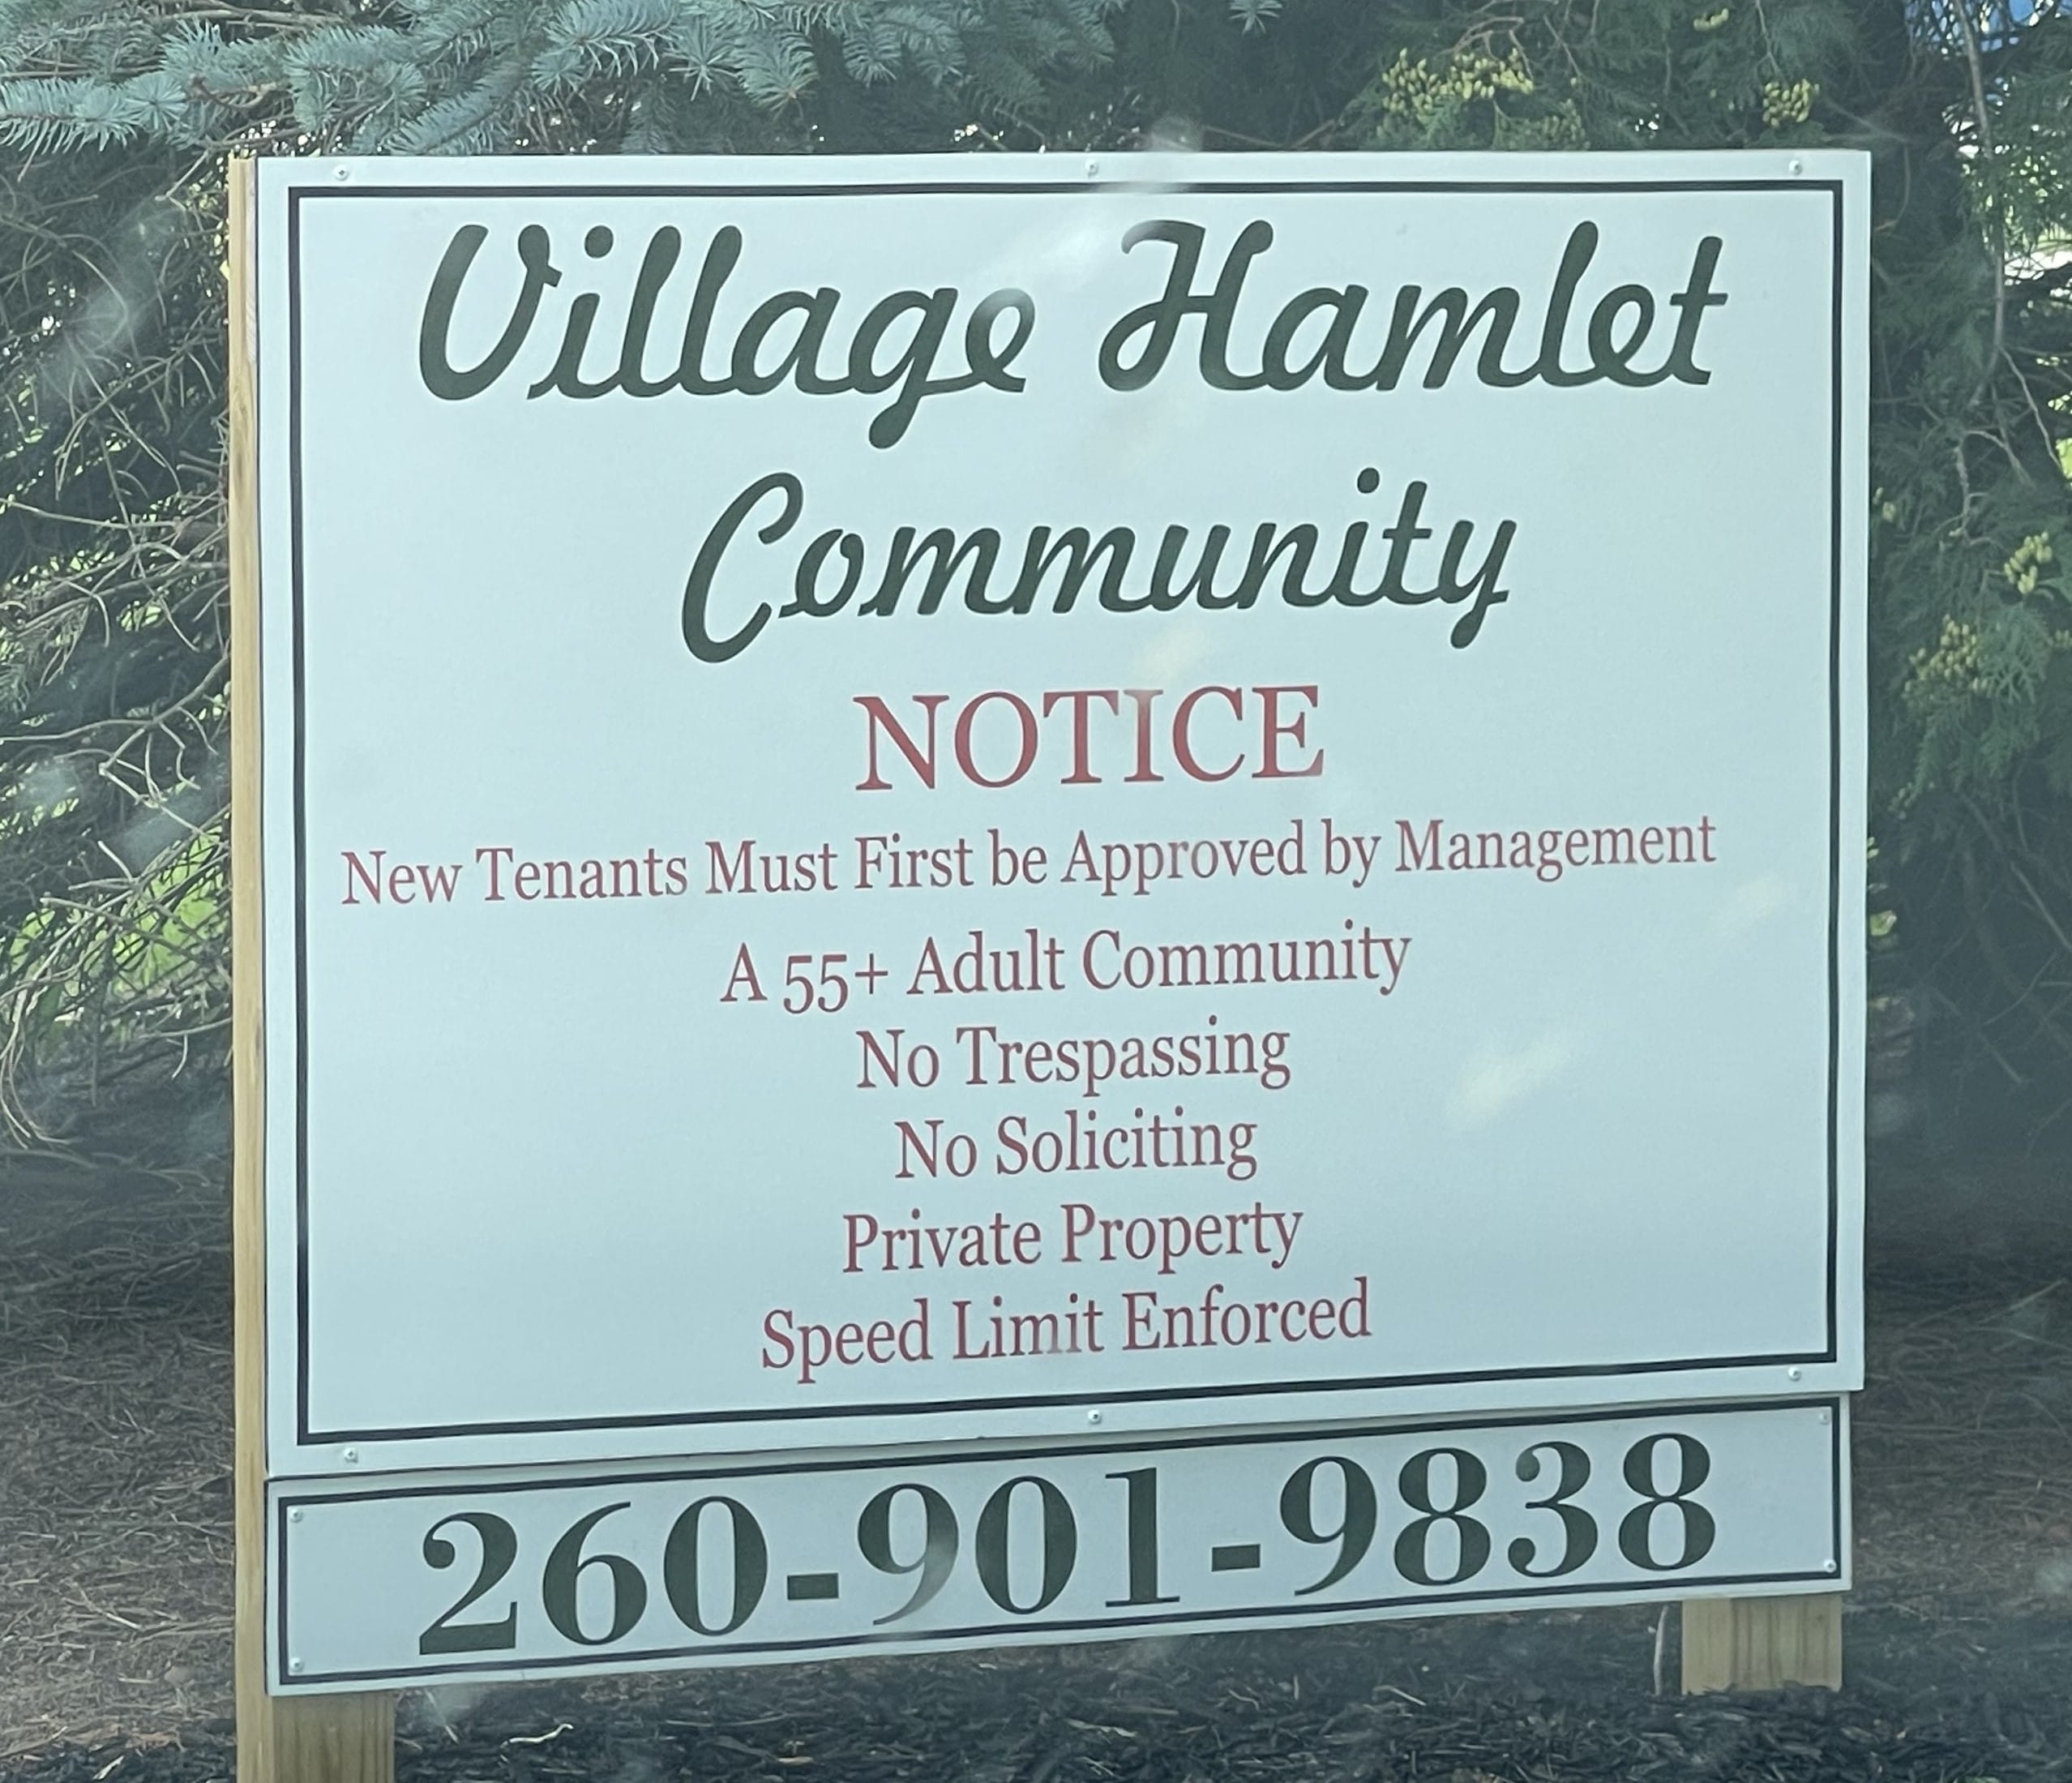 Village Hamlet
Community
NOTICE
New Tenants Must First be Approved by Management
A 55+ Adult Community
No Trespassing
No Soliciting
Private Property
Speed Limit Enforced
260-901-9838